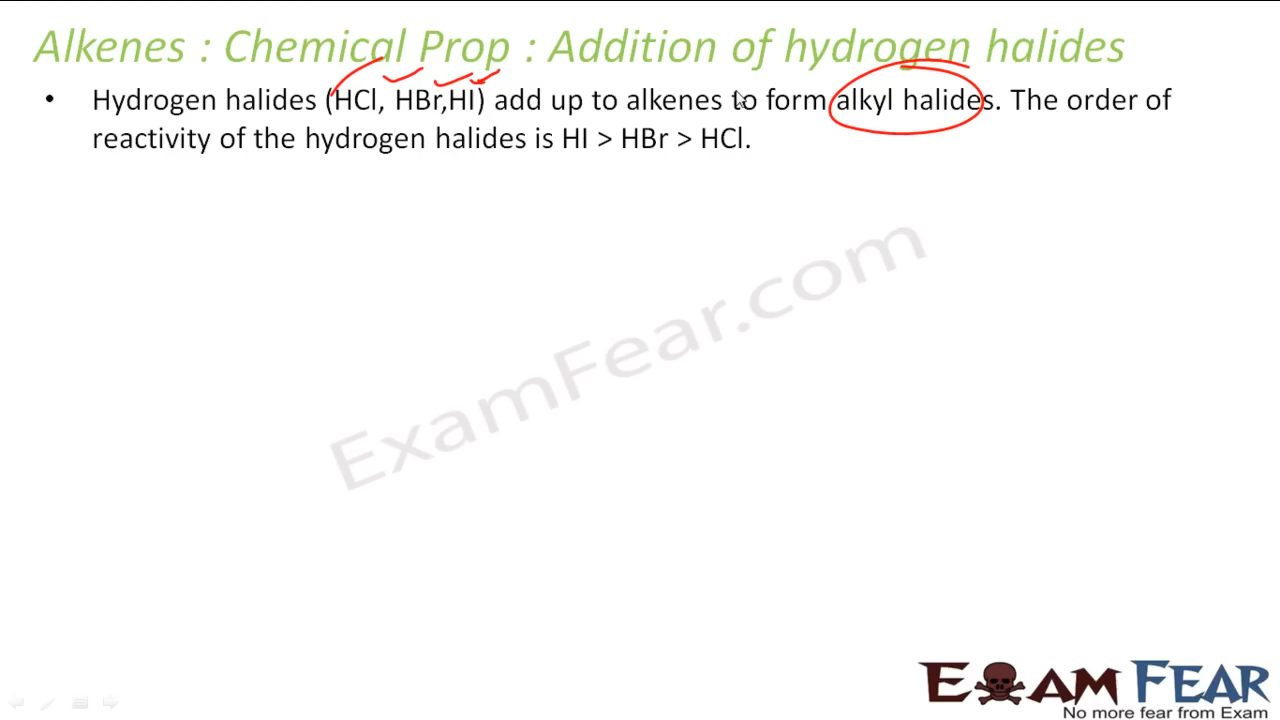 Alkenes : Chemical Prop : Addition of hydrogen halides
• Hydrogen halides (HCl, HBr,HI) add up to alkenes to form alkyl halides. The order of
reactivity of the hydrogen halides is HI > HBr > HCl.
ExamFear.com
EXAM FEAR
No more fear from Exam